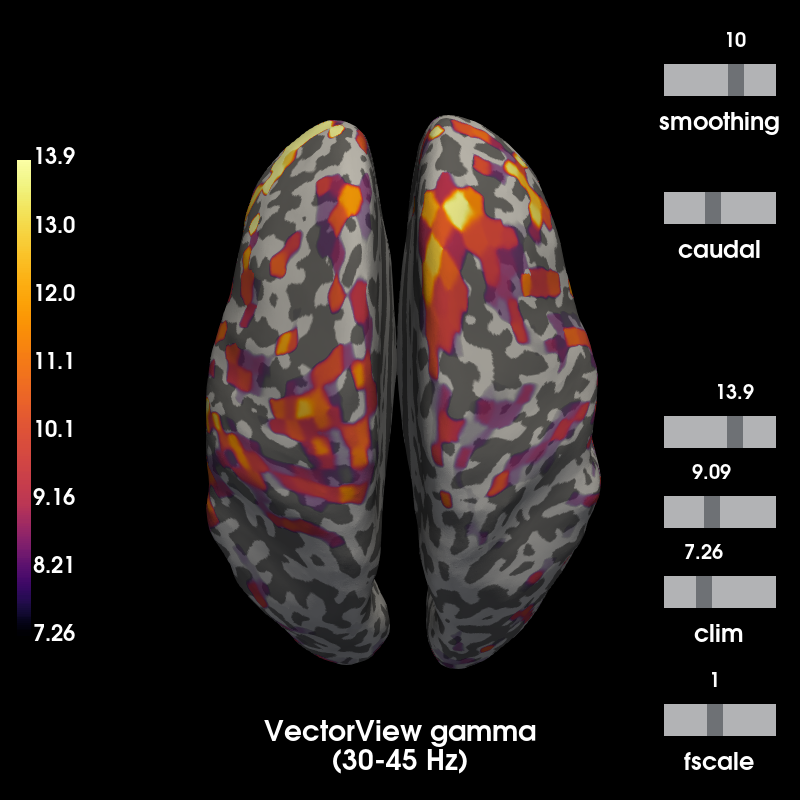 10
smoothing
caudal
13.9
9.09
7.26
clim
1
fscale
13.9
13.0
12.0
11.1
10.1
9.16
8.21
7.26
VectorView gamma
(30-45 Hz)